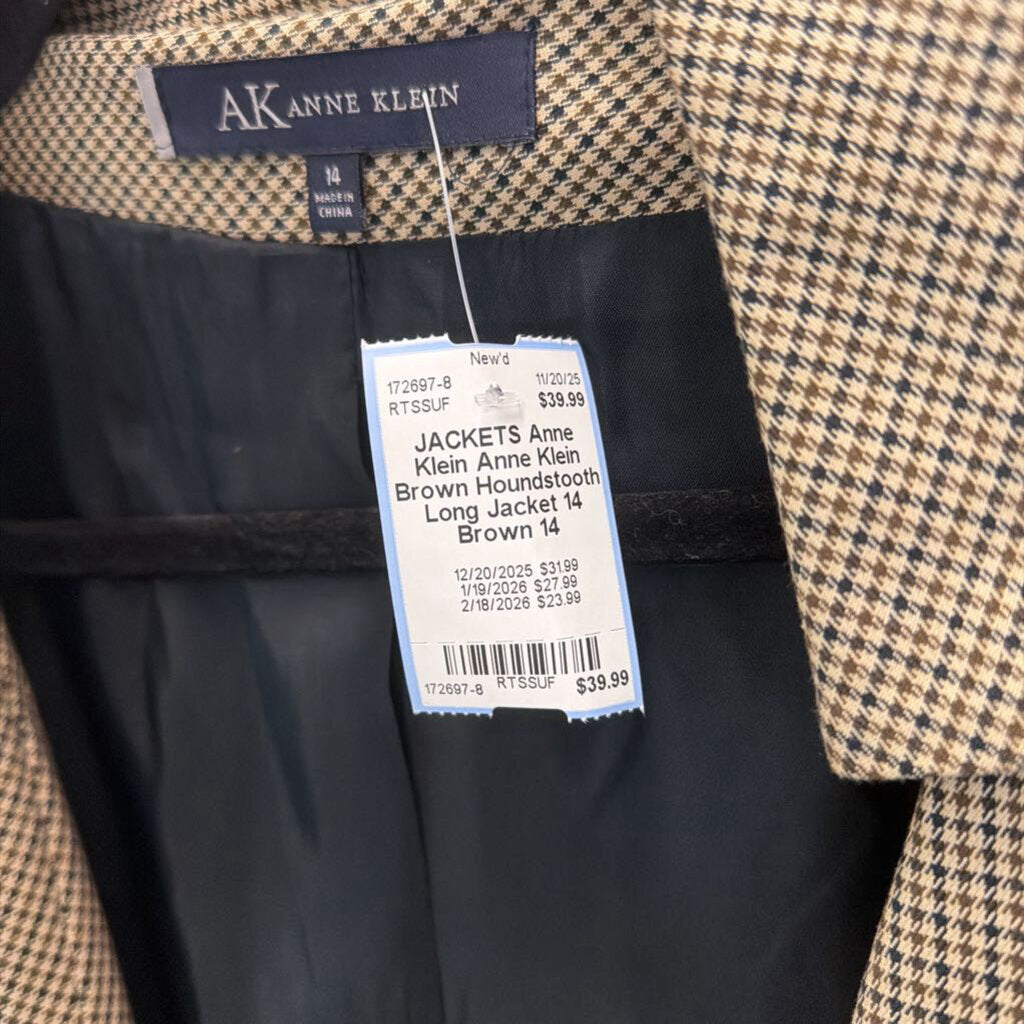 AK ANNE KLEIN
14
MADE IN
CHINA
New'd
172697-8 11/20/25
RTSSUF $39.99
JACKETS Anne
Klein Anne Klein
Brown Houndstooth
Long Jacket 14
Brown 14
12/20/2025 $31.99
1/19/2026 $27.99
2/18/2026 $23.99
172697-8 RTSSUF $39.99